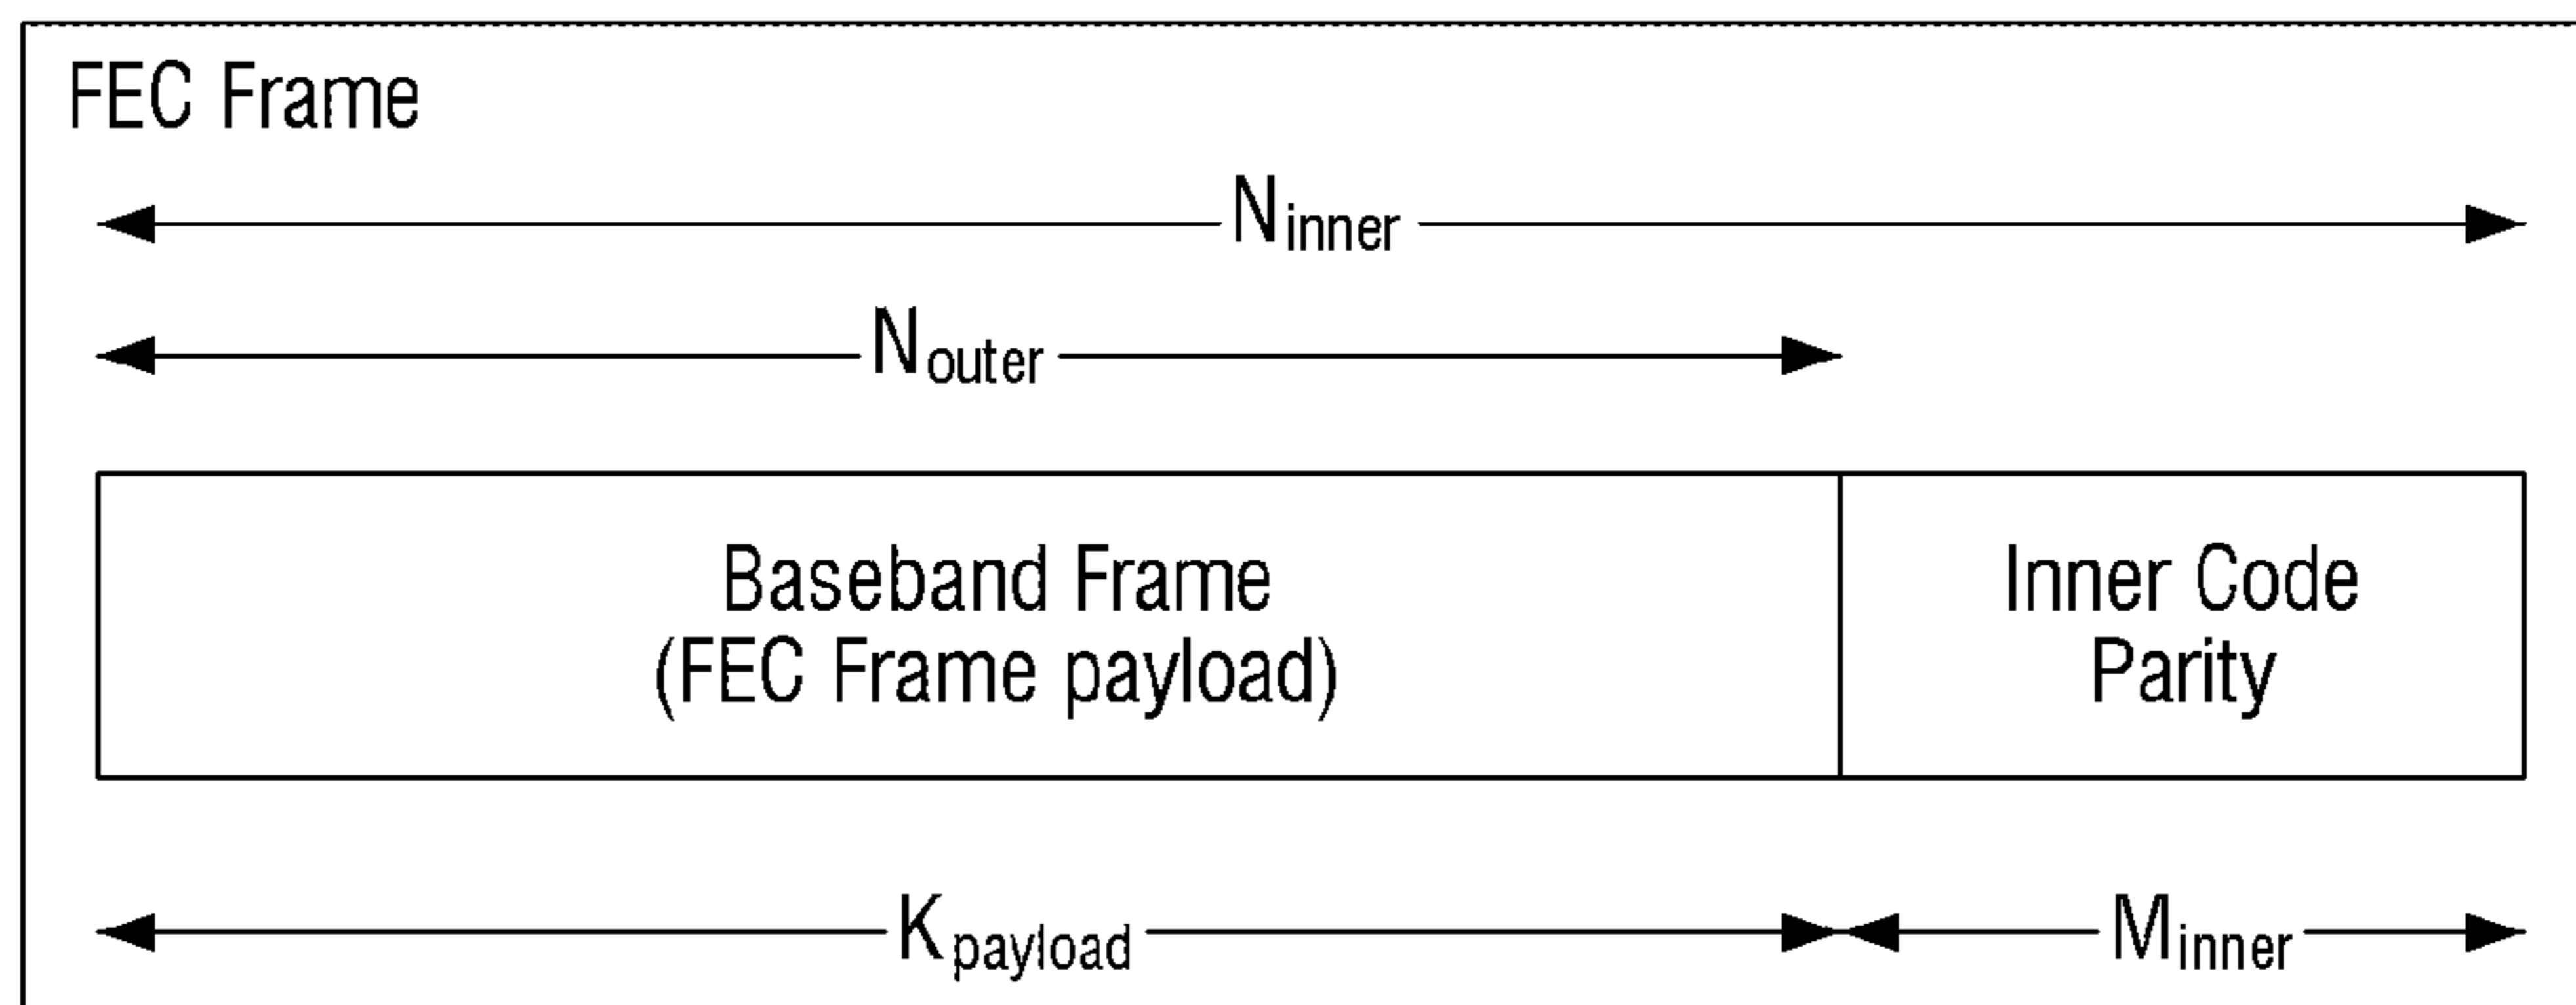 FEC Frame
Ninner
Nouter
Baseband Frame
(FEC Frame payload)
Inner Code
Parity
Kpayload
Minner